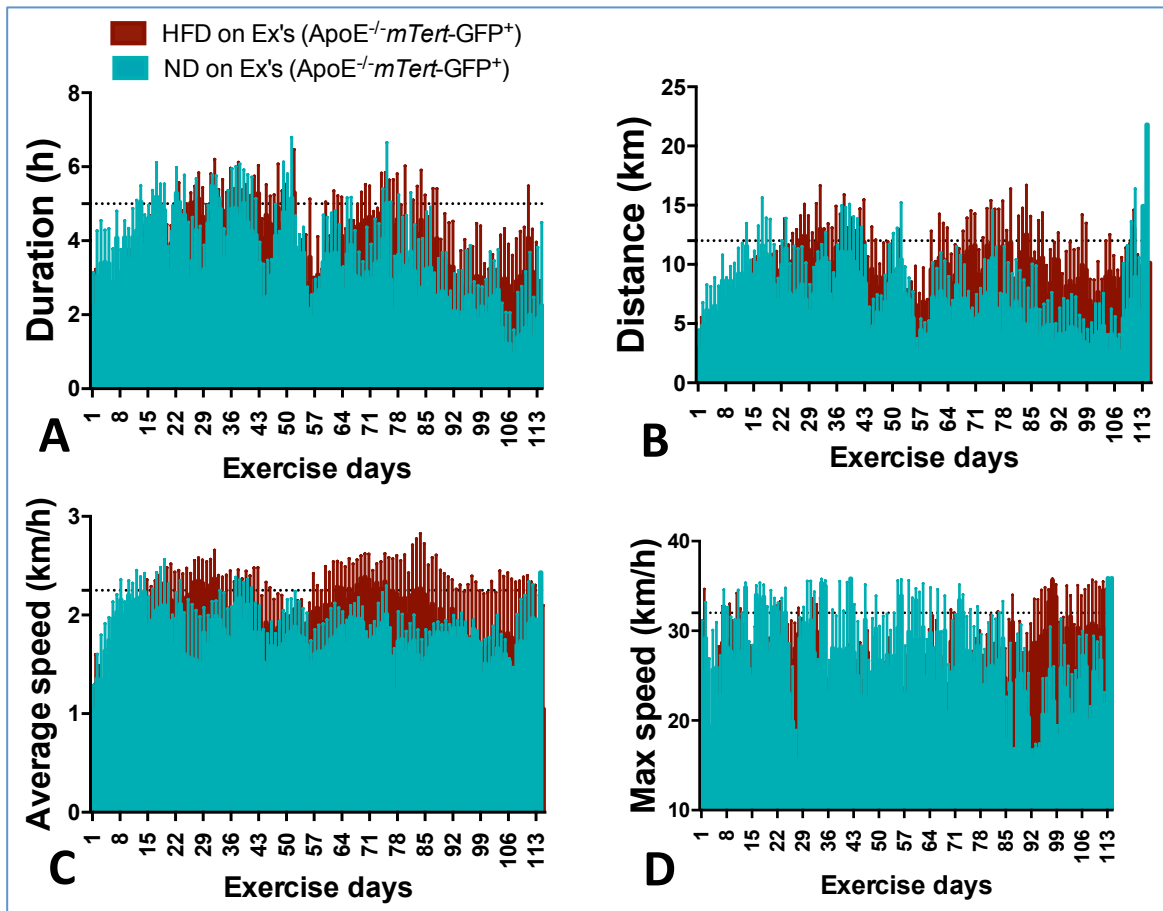 HFD on Ex's (ApoE-/-mTert-GFP+)
ND on Ex's (ApoE-/-mTert-GFP+)
Duration (h)
8
6
4
2
0
1 8 15 22 29 36 43 50 57 64 71 78 85 92 99 106 113
A
Exercise days
Distance (km)
25
20
15
10
5
0
1 8 15 22 29 36 43 50 57 64 71 78 85 92 99 106 113
B
Exercise days
Average speed (km/h)
3
2
1
0
1 8 15 22 29 36 43 50 57 64 71 78 85 92 99 106 113
C
Exercise days
Max speed (km/h)
40
30
20
10
1 8 15 22 29 36 43 50 57 64 71 78 85 92 99 106 113
D
Exercise days